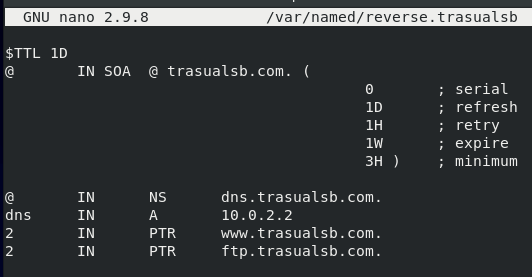 GNU nano 2.9.8 /var/named/reverse.trasualsb
$TTL 1D
@ IN SOA @ trasualsb.com. (
0 ; serial
1D ; refresh
1H ; retry
1W ; expire
3H ) ; minimum
@ IN NS dns.trasualsb.com.
dns IN A 10.0.2.2
2 IN PTR www.trasualsb.com.
2 IN PTR ftp.trasualsb.com.